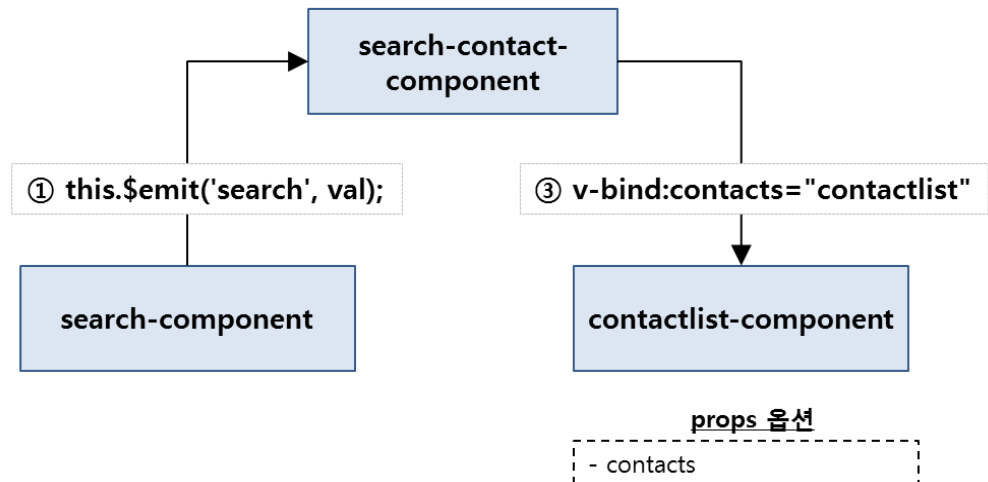 search-contact-
component
① this.$emit('search', val);
③ v-bind:contacts="contactlist"
search-component
contactlist-component
props 옵션
- contacts